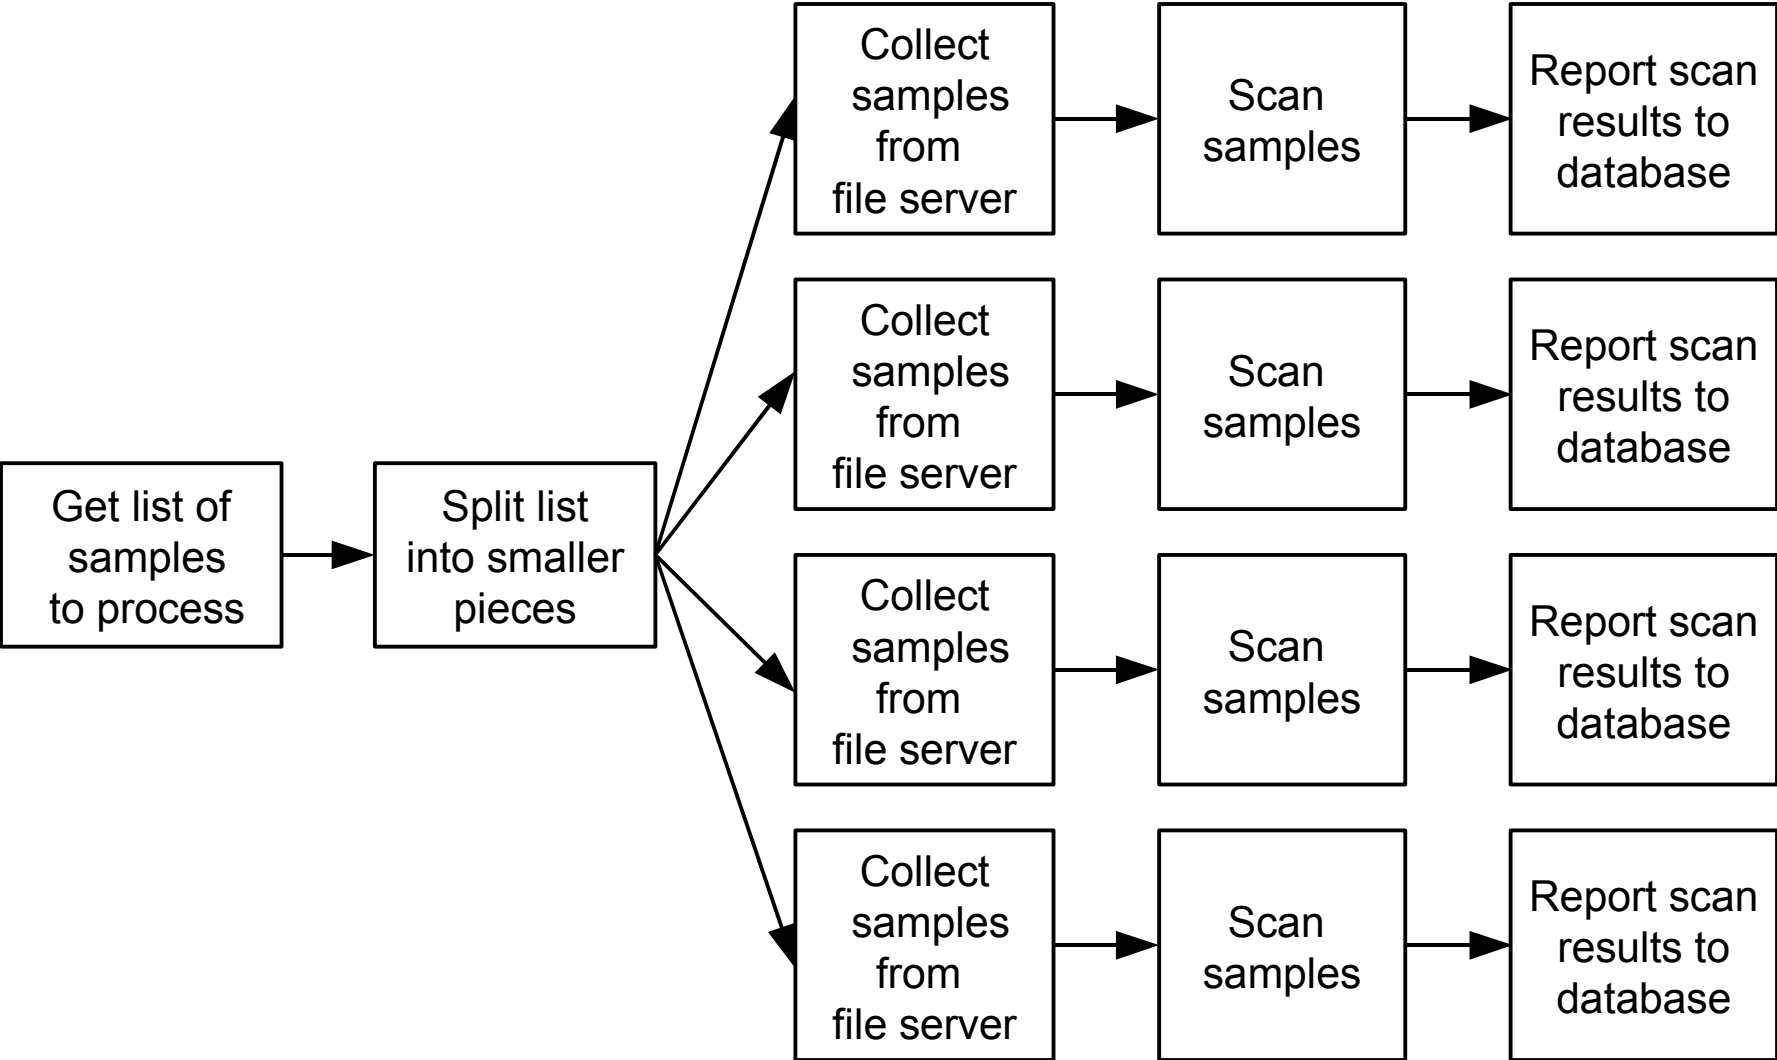 Get list of
samples
to process
Split list
into smaller
pieces
Collect
samples
from
file server
Scan
samples
Report scan
results to
database
Collect
samples
from
file server
Scan
samples
Report scan
results to
database
Collect
samples
from
file server
Scan
samples
Report scan
results to
database
Collect
samples
from
file server
Scan
samples
Report scan
results to
database